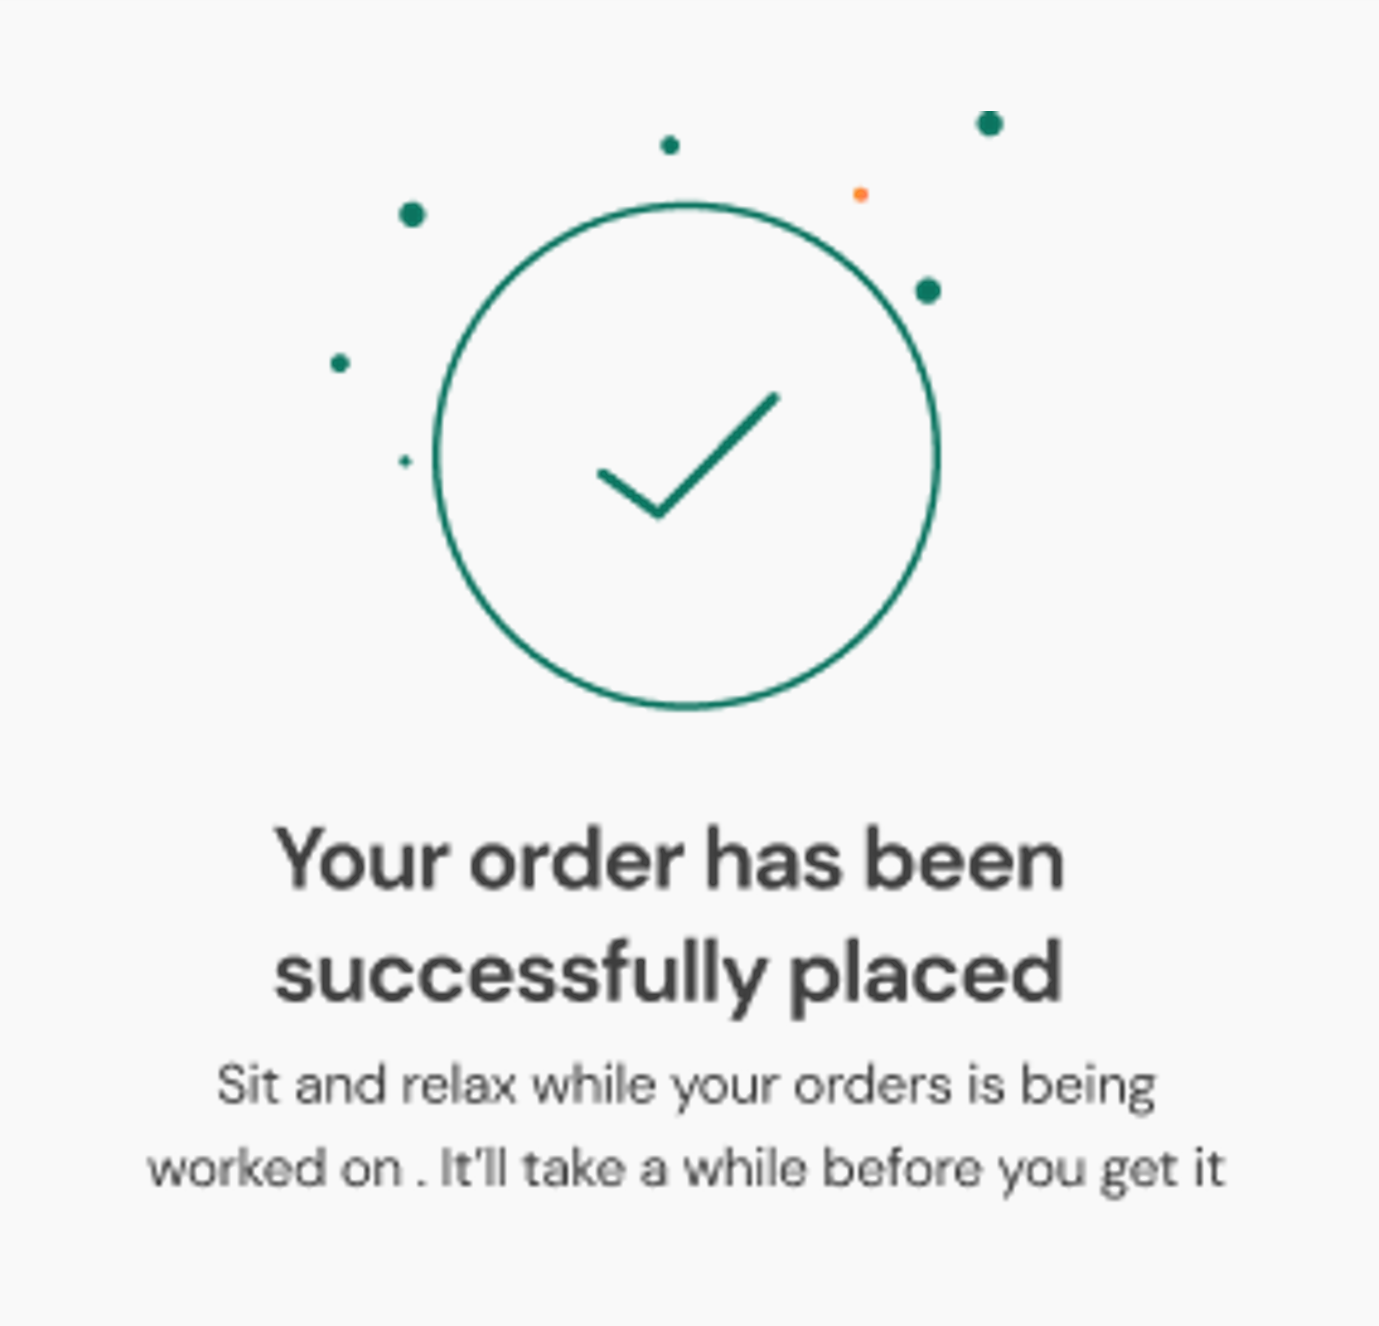 Your order has been
successfully placed
Sit and relax while your orders is being
worked on . It'll take a while before you get it